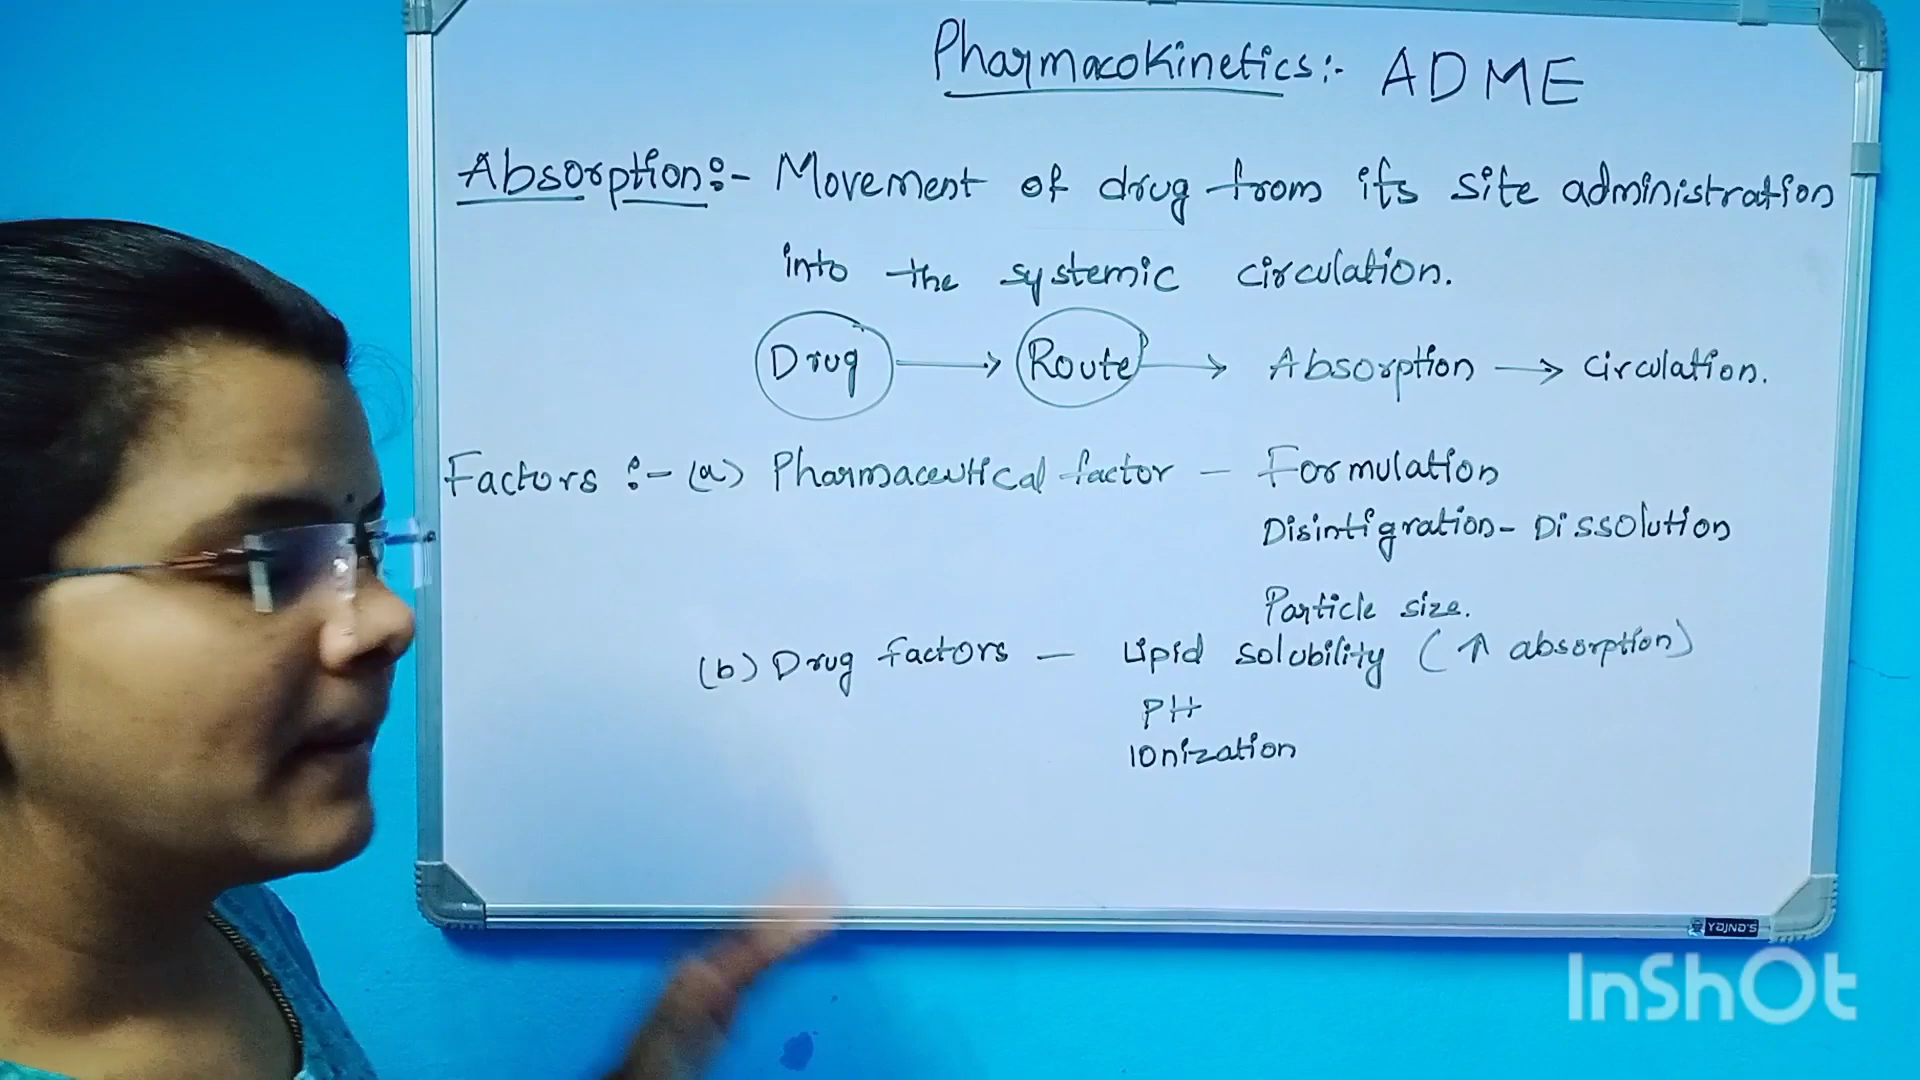 Pharmacokinetics:- ADME
Absorption:- Movement of drug from its site administration
into the systemic circulation.
Drug → Route → Absorption → Circulation.
Factors :- (a) Pharmaceutical factor - Formulation
Disintigration - Dissolution
Particle size.
(b) Drug factors - Lipid solubility (↑ absorption)
PH
Ionization
YAJNA'S
InShOt